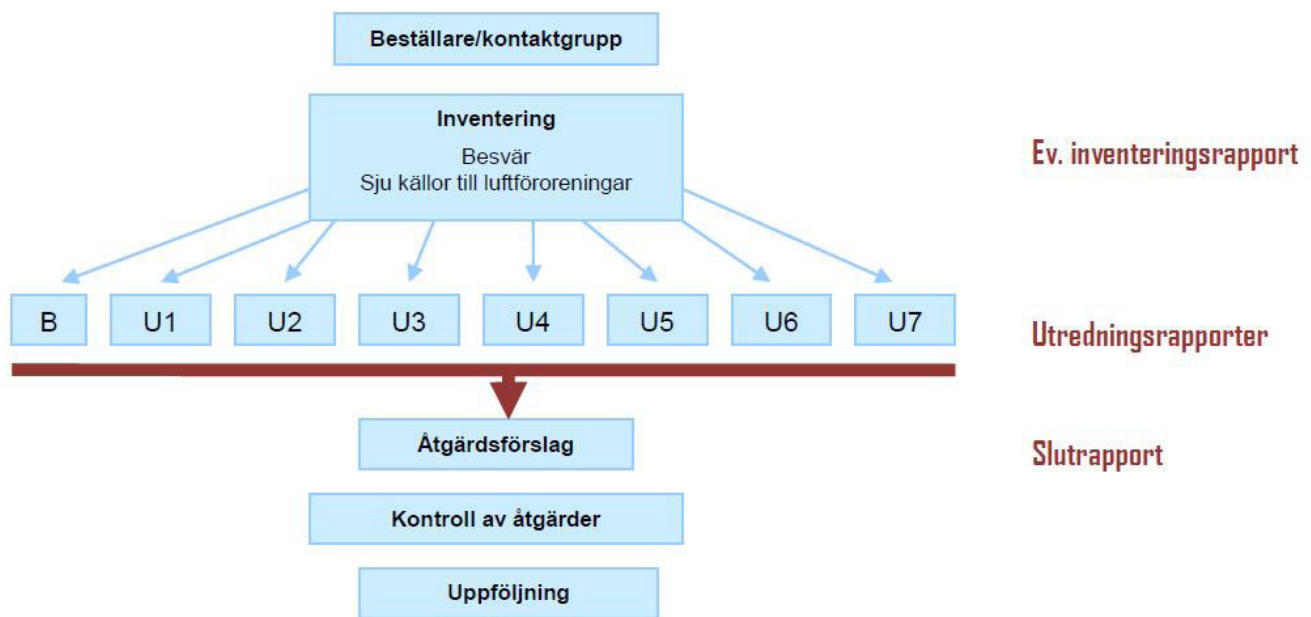 Beställare/kontaktgrupp
Inventering
Besvär
Sju källor till luftföroreningar
Ev. inventeringsrapport
B U1 U2 U3 U4 U5 U6 U7
Utredningsrapporter
Åtgärdsförslag
Slutrapport
Kontroll av åtgärder
Uppföljning